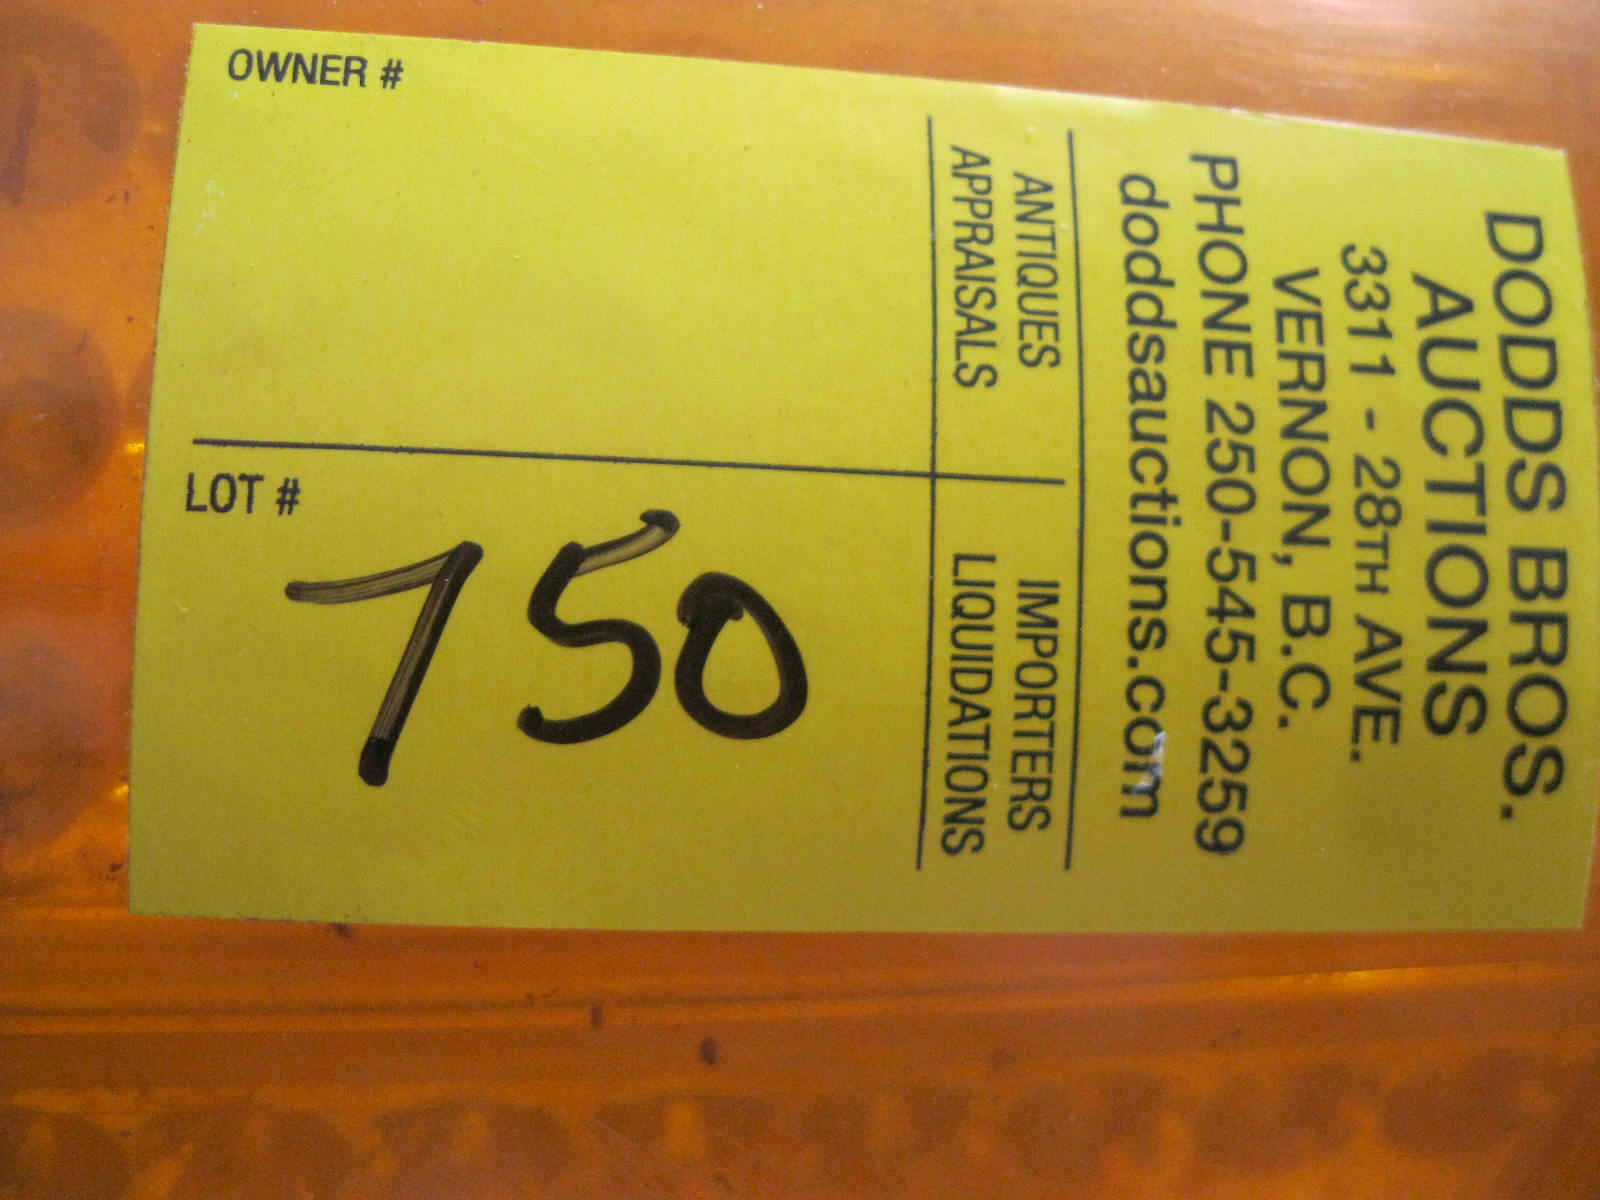 DODDS BROS.
AUCTIONS
3311 - 28TH AVE.
VERNON, B.C.
PHONE 250-545-3259
doddsauctions.com
ANTIQUES
APPRAISALS
IMPORTERS
LIQUIDATIONS
OWNER #
LOT #
750